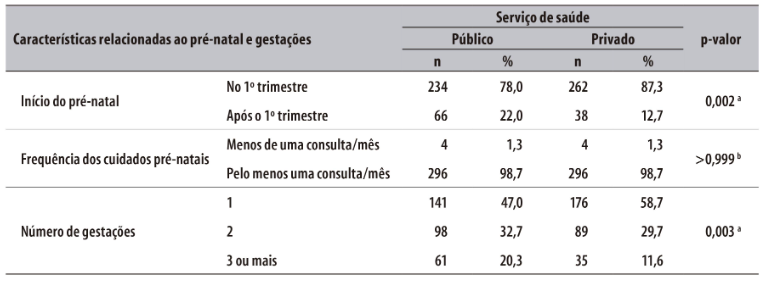 Serviço de saúde
Características relacionadas ao pré-natal e gestações Público Privado p-valor
n % n %
Início do pré-natal No 1º trimestre 234 78,0 262 87,3 0,002 a
Após o 1º trimestre 66 22,0 38 12,7
Frequência dos cuidados pré-natais Menos de uma consulta/mês 4 1,3 4 1,3 >0,999 b
Pelo menos uma consulta/mês 296 98,7 296 98,7
1 141 47,0 176 58,7
Número de gestações 2 98 32,7 89 29,7 0,003 a
3 ou mais 61 20,3 35 11,6